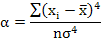 α = ∑(xᵢ − x̄)⁴ / nσ⁴